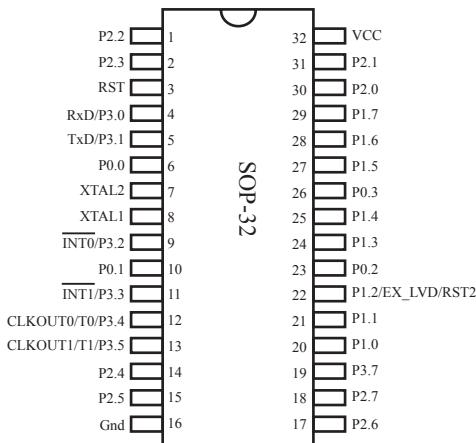 P2.2 1 32 VCC
P2.3 2 31 P2.1
RST 3 30 P2.0
RxD/P3.0 4 29 P1.7
TxD/P3.1 5 28 P1.6
P0.0 6 27 P1.5
XTAL2 7 26 P0.3
XTAL1 8 25 P1.4
INT0/P3.2 9 24 P1.3
P0.1 10 23 P0.2
INT1/P3.3 11 22 P1.2/EX_LVD/RST2
CLKOUT0/T0/P3.4 12 21 P1.1
CLKOUT1/T1/P3.5 13 20 P1.0
P2.4 14 19 P3.7
P2.5 15 18 P2.7
Gnd 16 17 P2.6
SOP-32